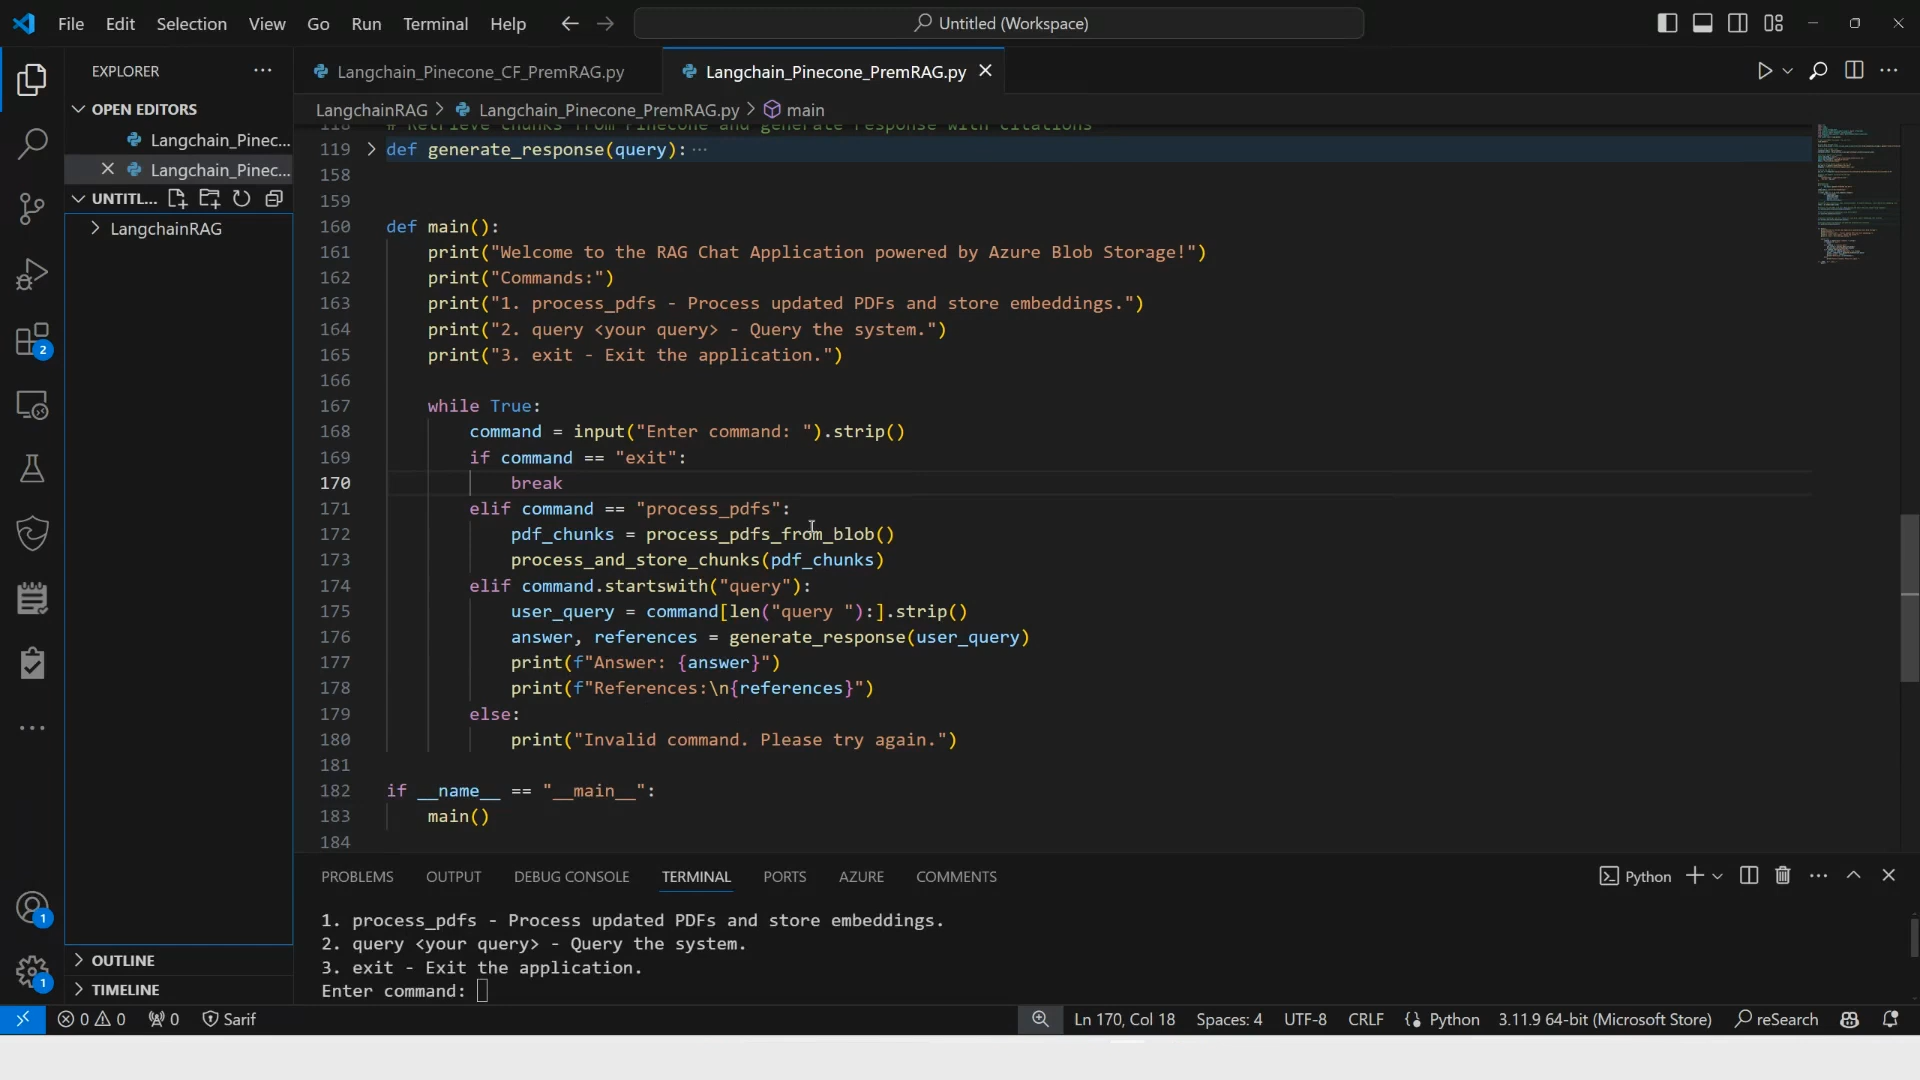 File Edit Selection View Go Run Terminal Help
Untitled (Workspace)
EXPLORER
Langchain_Pinecone_CF_PremRAG.py
Langchain_Pinecone_PremRAG.py
OPEN EDITORS
LangchainRAG > Langchain_Pinecone_PremRAG.py > main
Langchain_Pinec...
Langchain_Pinec...
UNTITL...
LangchainRAG
118 # Retrieve chunks from Pinecone and generate response with citations
119 def generate_response(query): ...
158
159
160 def main():
161 print("Welcome to the RAG Chat Application powered by Azure Blob Storage!")
162 print("Commands:")
163 print("1. process_pdfs - Process updated PDFs and store embeddings.")
164 print("2. query <your query> - Query the system.")
165 print("3. exit - Exit the application.")
166
167 while True:
168 command = input("Enter command: ").strip()
169 if command == "exit":
170 break
171 elif command == "process_pdfs":
172 pdf_chunks = process_pdfs_from_blob()
173 process_and_store_chunks(pdf_chunks)
174 elif command.startswith("query"):
175 user_query = command[len("query "):].strip()
176 answer, references = generate_response(user_query)
177 print(f"Answer: {answer}")
178 print(f"References:\n{references}")
179 else:
180 print("Invalid command. Please try again.")
181
182 if __name__ == "__main__":
183 main()
184
2
1
1
OUTLINE
TIMELINE
PROBLEMS OUTPUT DEBUG CONSOLE TERMINAL PORTS AZURE COMMENTS
Python
1. process_pdfs - Process updated PDFs and store embeddings.
2. query <your query> - Query the system.
3. exit - Exit the application.
Enter command:
0 0 0 Sarif
Ln 170, Col 18 Spaces: 4 UTF-8 CRLF {} Python 3.11.9 64-bit (Microsoft Store) reSearch